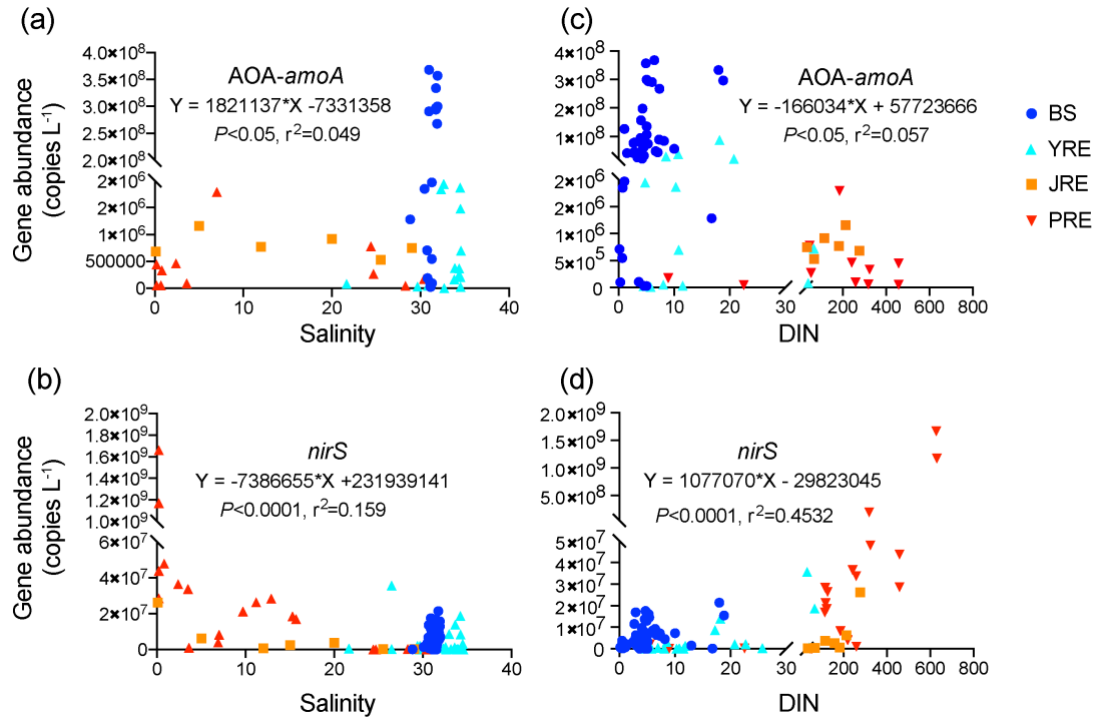 (a)
Gene abundance
(copies L⁻¹)
4.0×10⁸
3.5×10⁸
3.0×10⁸
2.5×10⁸
2.0×10⁸
2×10⁶
2×10⁶
1×10⁶
500000
0
AOA-amoA
Y = 1821137*X -7331358
P<0.05, r²=0.049
0 10 20 30 40
Salinity
(c)
4×10⁸
3×10⁸
2×10⁸
1×10⁸
2×10⁶
2×10⁶
1×10⁶
5×10⁵
0
AOA-amoA
Y = -166034*X + 57723666
P<0.05, r²=0.057
0 10 20 30 200 400 600 800
DIN
BS
YRE
JRE
PRE
(b)
Gene abundance
(copies L⁻¹)
2.0×10⁹
1.8×10⁹
1.6×10⁹
1.4×10⁹
1.2×10⁹
1.0×10⁹
6×10⁷
4×10⁷
2×10⁷
0
nirS
Y = -7386655*X +231939141
P<0.0001, r²=0.159
0 10 20 30 40
Salinity
(d)
2.0×10⁹
1.5×10⁹
1.0×10⁹
5.0×10⁸
5×10⁷
4×10⁷
3×10⁷
2×10⁷
1×10⁷
0
nirS
Y = 1077070*X - 29823045
P<0.0001, r²=0.4532
0 10 20 30 200 400 600 800
DIN